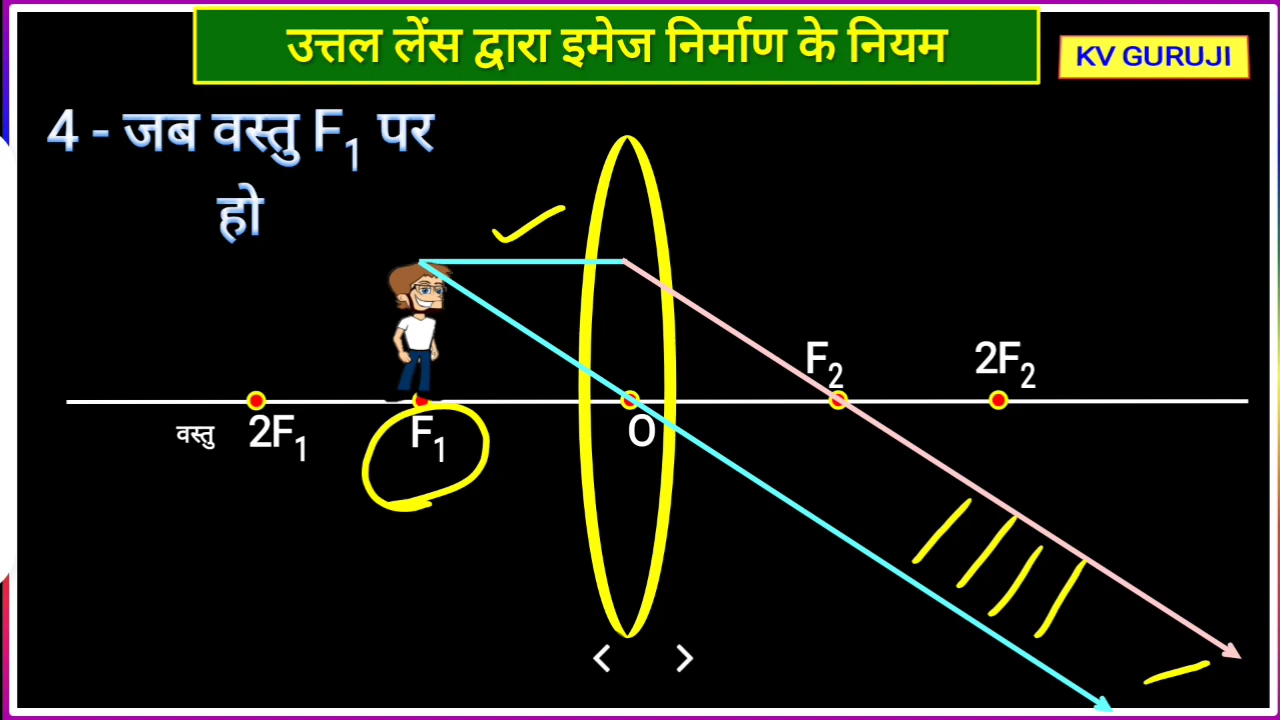 उत्तल लेंस द्वारा इमेज निर्माण के नियम
KV GURUJI
4 - जब वस्तु F₁ पर
हो
F₂
2F₂
वस्तु
2F₁
F₁
O